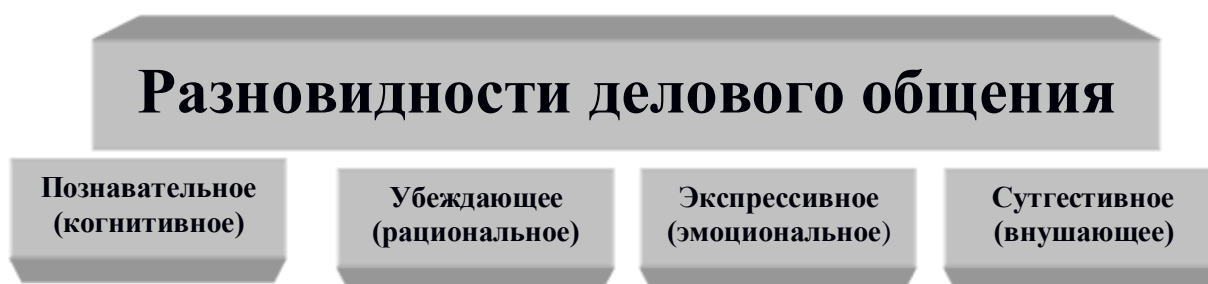 Разновидности делового общения
Познавательное
(когнитивное)
Убеждающее
(рациональное)
Экспрессивное
(эмоциональное)
Сутгестивное
(внушающее)